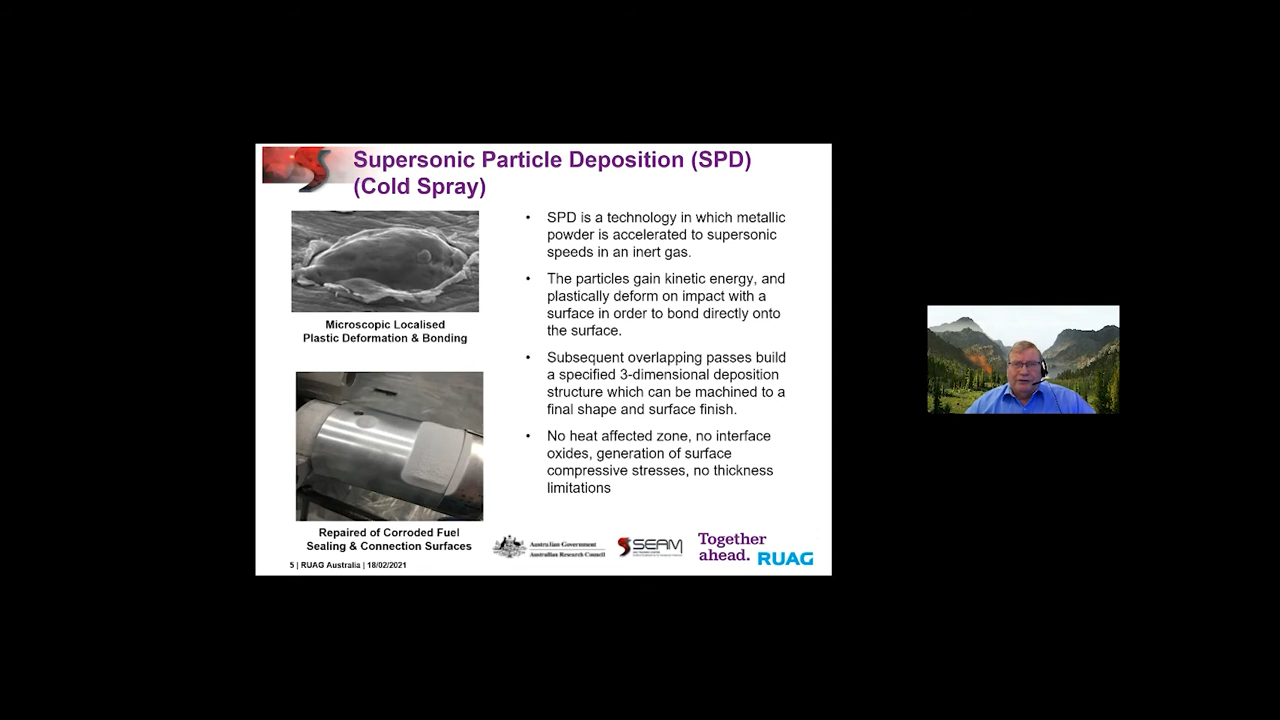 Supersonic Particle Deposition (SPD)
(Cold Spray)
Microscopic Localised
Plastic Deformation & Bonding
Repaired of Corroded Fuel
Sealing & Connection Surfaces
• SPD is a technology in which metallic
powder is accelerated to supersonic
speeds in an inert gas.
• The particles gain kinetic energy, and
plastically deform on impact with a
surface in order to bond directly onto
the surface.
• Subsequent overlapping passes build
a specified 3-dimensional deposition
structure which can be machined to a
final shape and surface finish.
• No heat affected zone, no interface
oxides, generation of surface
compressive stresses, no thickness
limitations
Australian Government
Australian Research Council
SEAM
Together
ahead. RUAG
5 | RUAG Australia | 18/02/2021